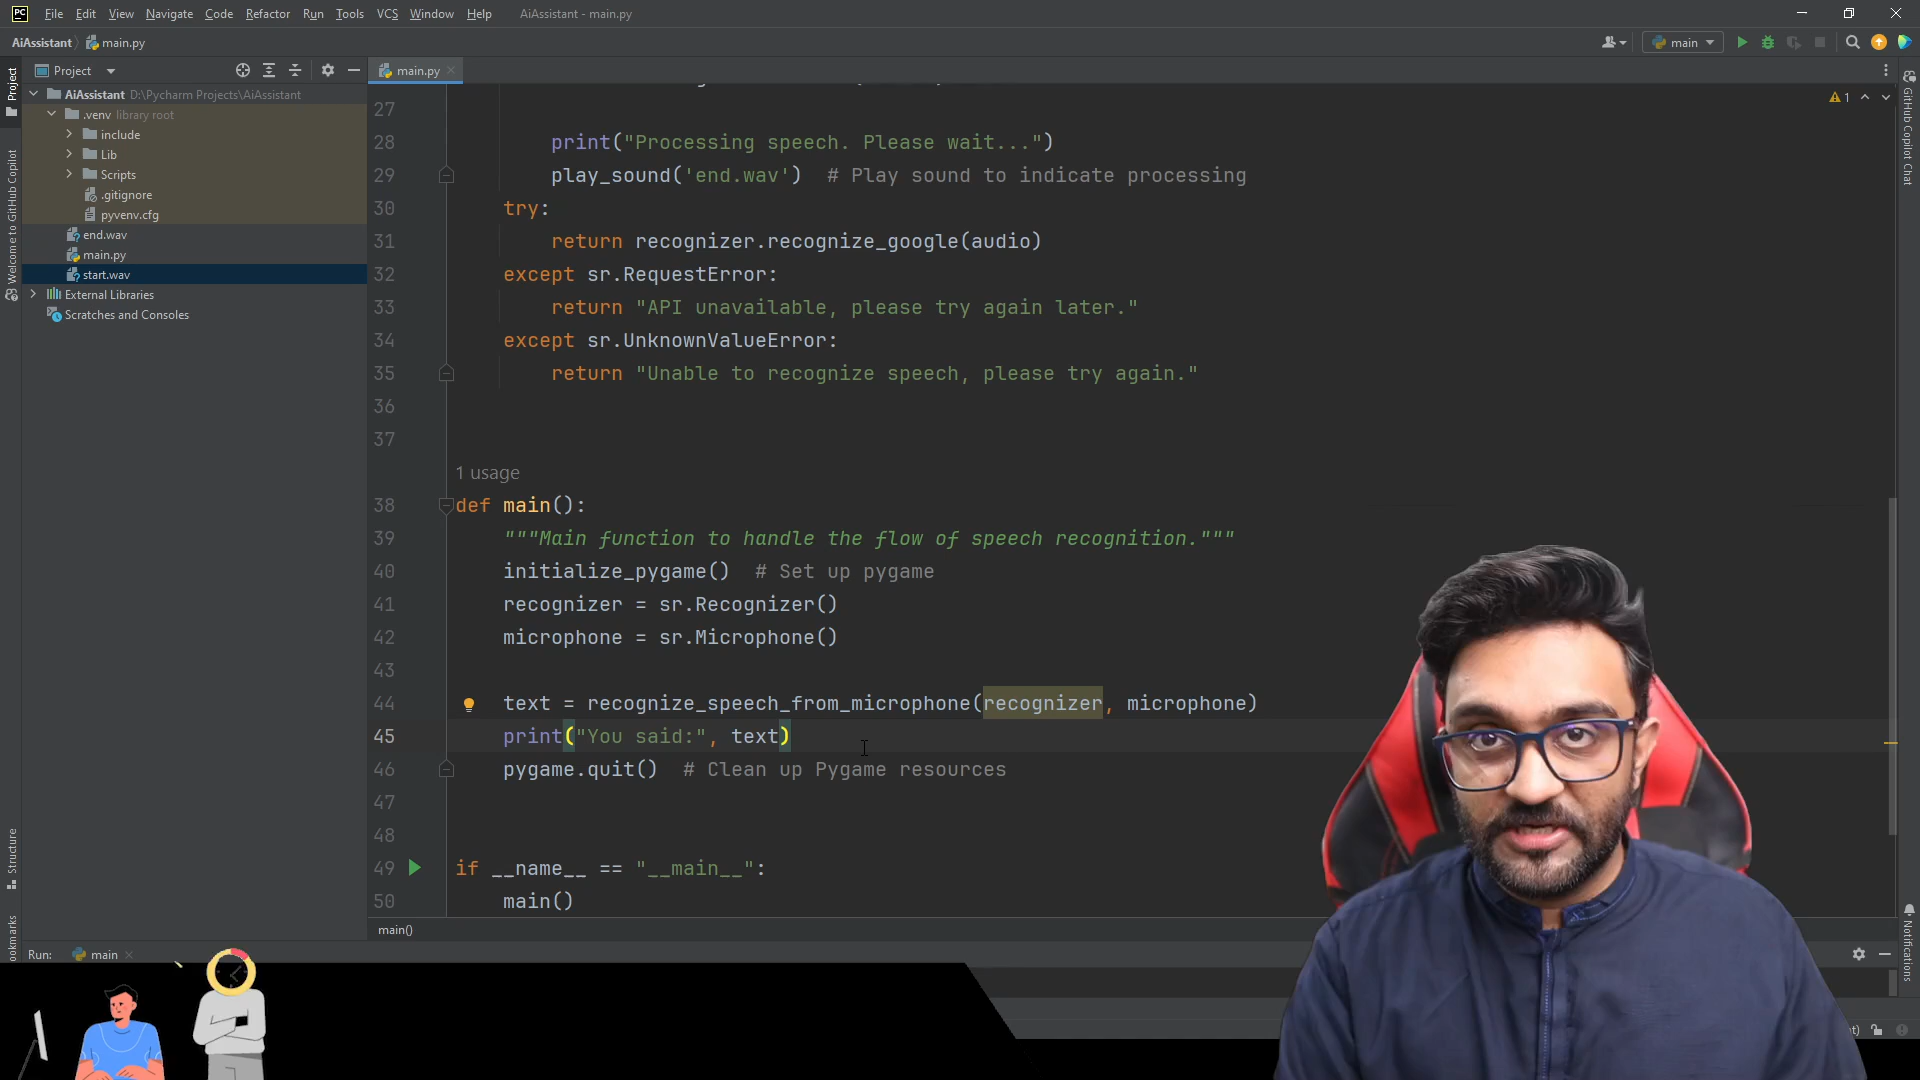 PC File Edit View Navigate Code Refactor Run Tools VCS Window Help AiAssistant - main.py
AiAssistant main.py main
Project main.py
Project
AiAssistant D:\Pycharm Projects\AiAssistant
.venv library root
include
Lib
Scripts
.gitignore
pyvenv.cfg
end.wav
main.py
start.wav
External Libraries
Scratches and Consoles
Welcome to GitHub Copilot
Structure
1
27
28 print("Processing speech. Please wait...")
29 play_sound('end.wav') # Play sound to indicate processing
30 try:
31 return recognizer.recognize_google(audio)
32 except sr.RequestError:
33 return "API unavailable, please try again later."
34 except sr.UnknownValueError:
35 return "Unable to recognize speech, please try again."
36
37
1 usage
38 def main():
39 """Main function to handle the flow of speech recognition."""
40 initialize_pygame() # Set up pygame
41 recognizer = sr.Recognizer()
42 microphone = sr.Microphone()
43
44 text = recognize_speech_from_microphone(recognizer, microphone)
45 print("You said:", text)
46 pygame.quit() # Clean up Pygame resources
47
48
49 if __name__ == "__main__":
50 main()
main()
Run: main
GitHub Copilot Chat
Notifications